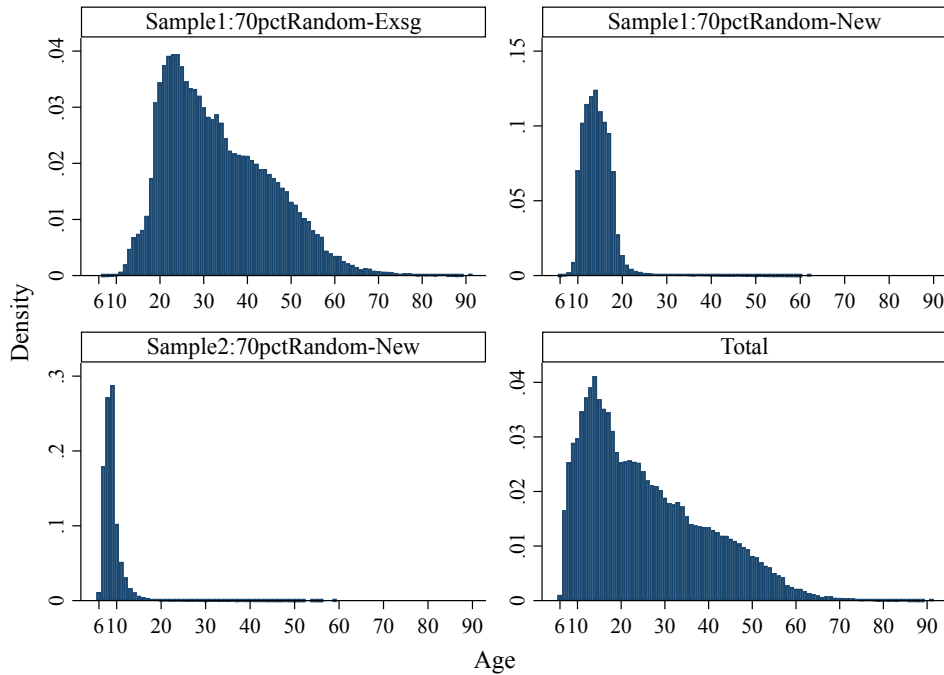 Sample1:70pctRandom-Exsg
Sample1:70pctRandom-New
.04
.03
.02
.01
0
610 20 30 40 50 60 70 80 90
.15
.1
.05
0
610 20 30 40 50 60 70 80 90
Density
Sample2:70pctRandom-New
Total
.3
.2
.1
0
610 20 30 40 50 60 70 80 90
.04
.03
.02
.01
0
610 20 30 40 50 60 70 80 90
Age